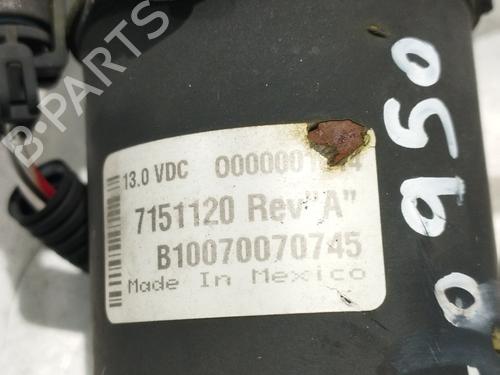 B-PARTS
13.0 VDC
7151120 Rev"A"
B10070070745
Made In Mexico
950